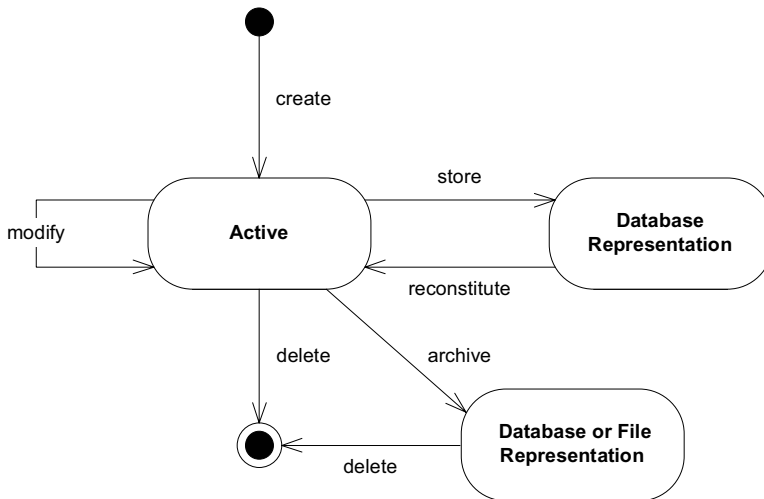 create
store
modify
Active
Database
Representation
reconstitute
delete
archive
Database or File
Representation
delete